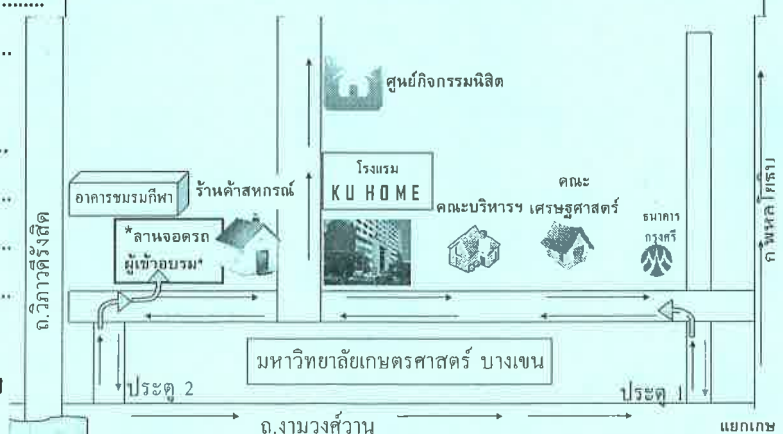 ศูนย์กิจกรรมนิสิต
โรงแรม
KU HOME
อาคารชมรมกีฬา
ร้านค้าสหกรณ์
*ลานจอดรถ
ผู้เข้าอบรม*
คณะบริหารฯ
คณะ
เศรษฐศาสตร์
ธนาคาร
กรุงศรี
ถ.วิภาวดีรังสิต
ถ.พหลโยธิน
มหาวิทยาลัยเกษตรศาสตร์ บางเขน
ประตู 2
ประตู 1
ถ.งามวงศ์วาน
แยกเกษ